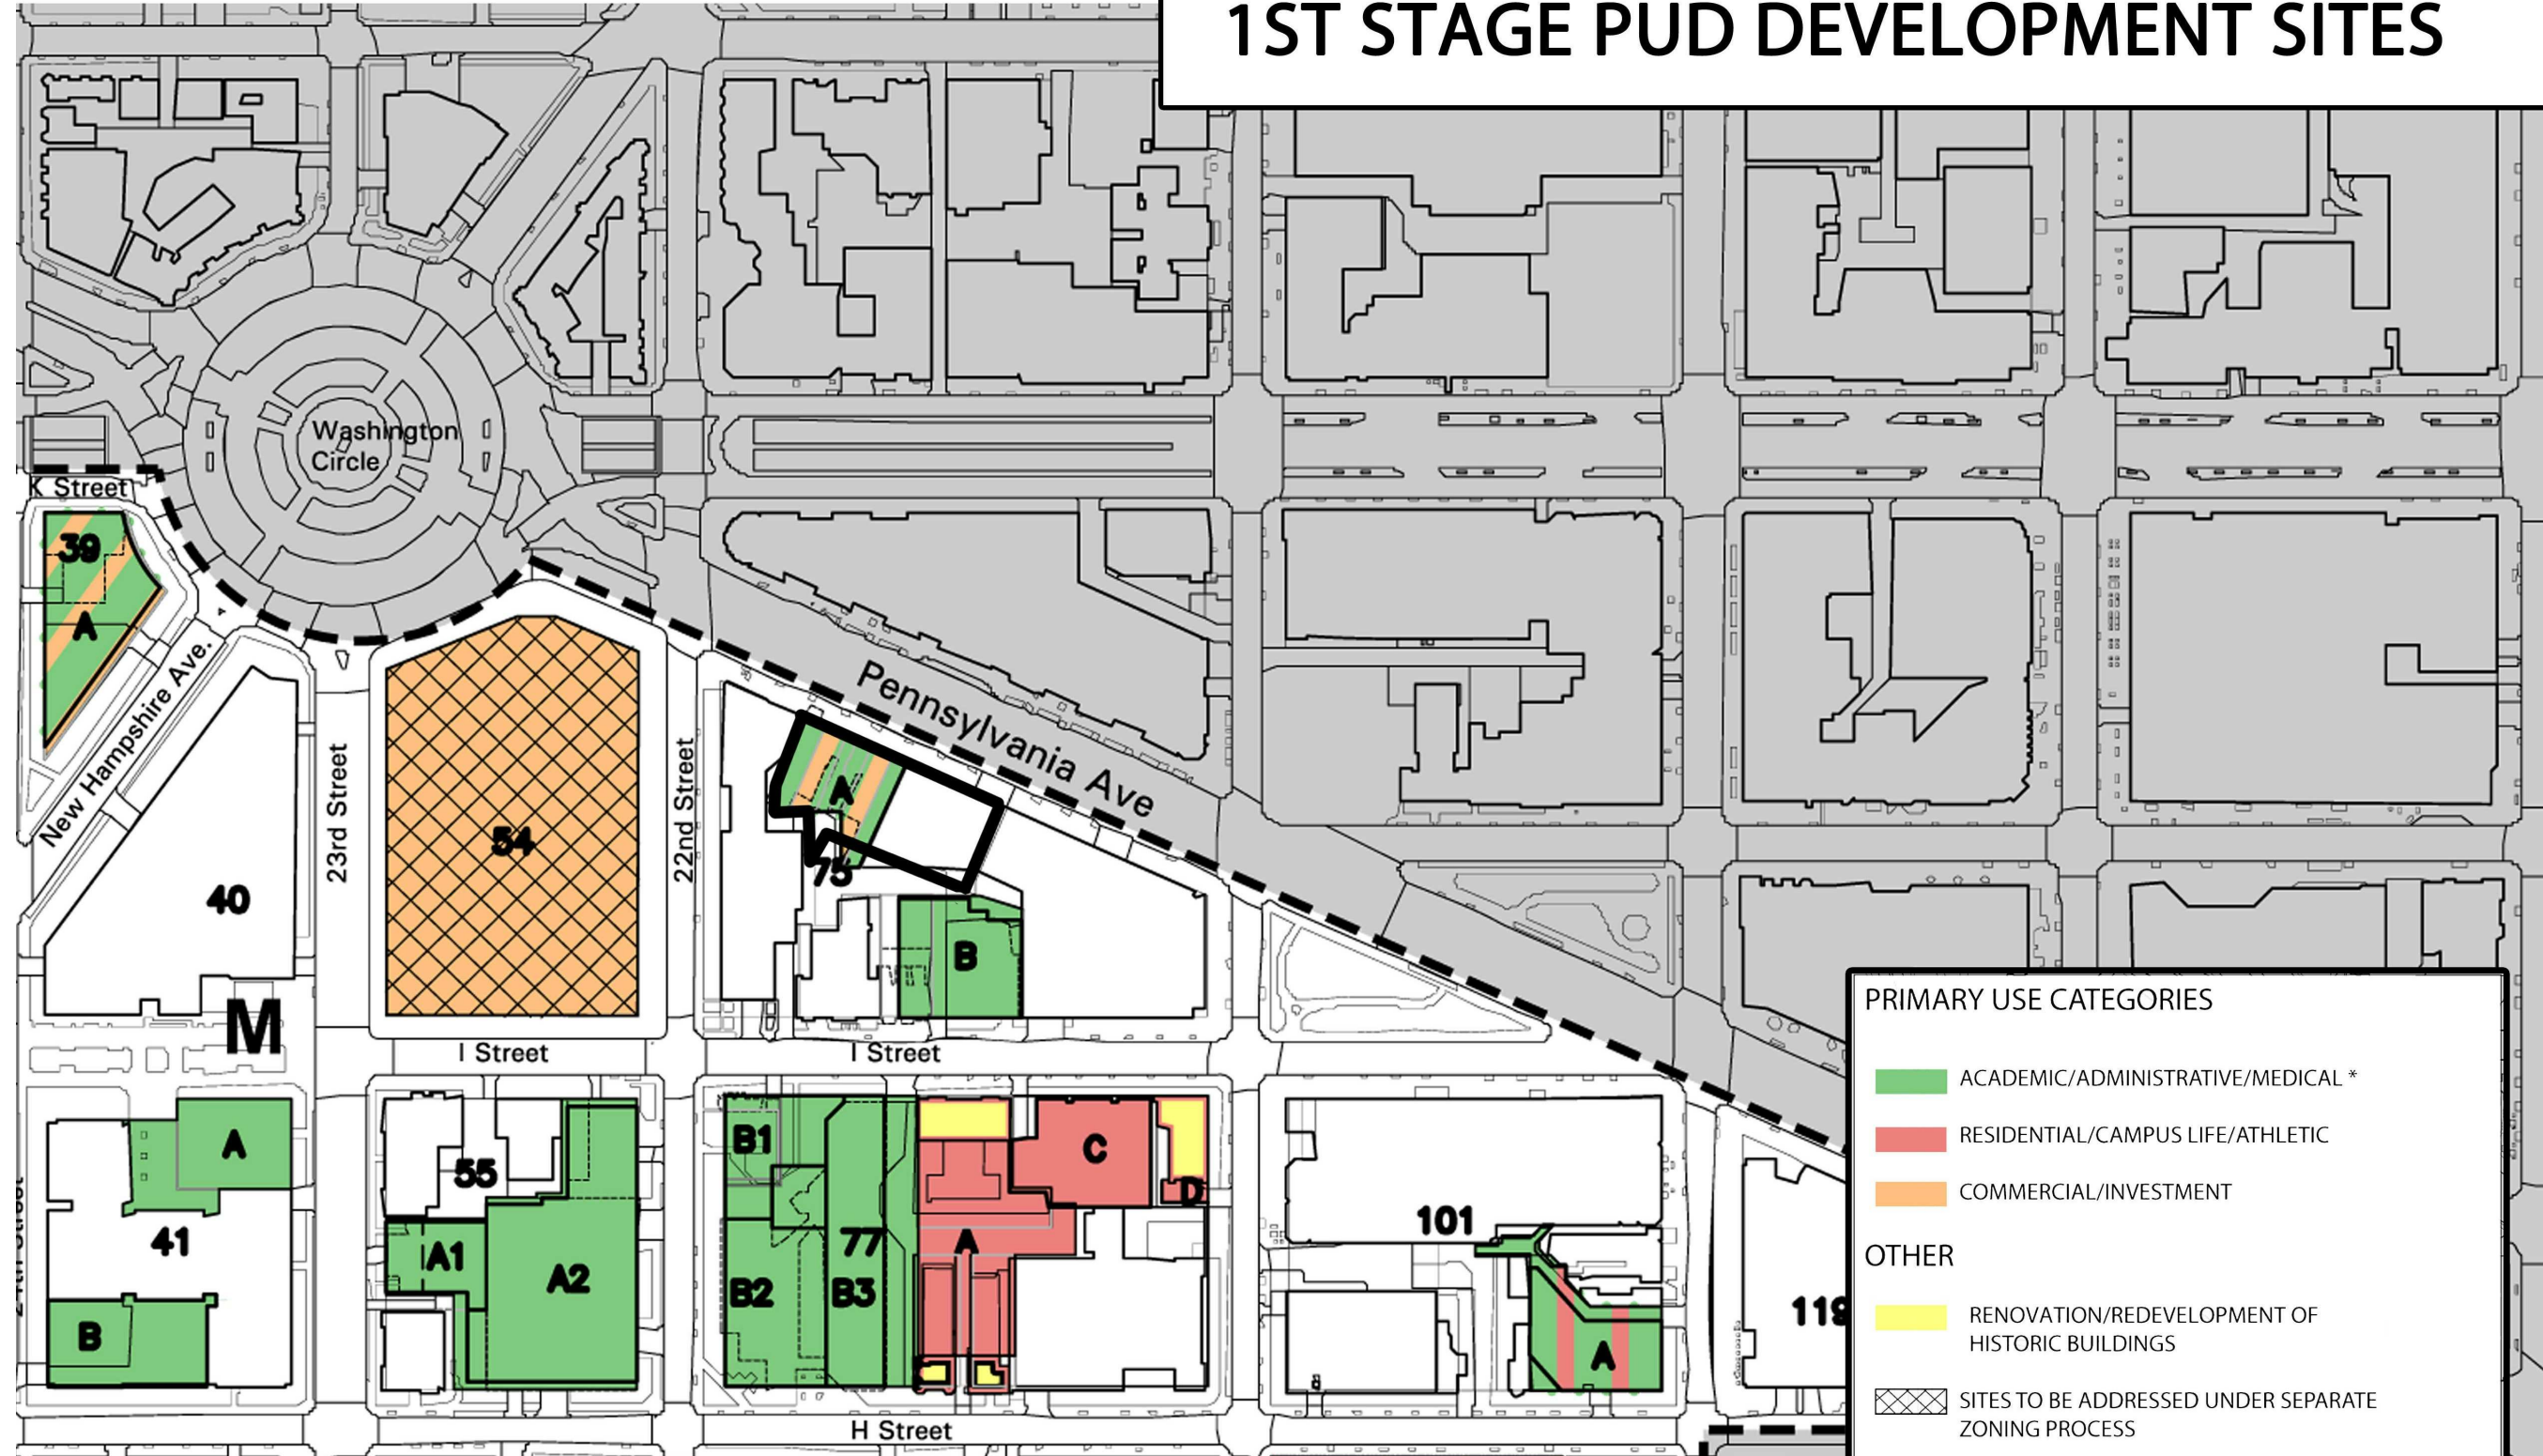 1ST STAGE PUD DEVELOPMENT SITES
Washington
Circle
K Street
39
A
New Hampshire Ave.
23rd Street
22nd Street
Pennsylvania Ave
54
40
A
75
B
M
I Street
I Street
A
41
B
55
A1
A2
B1
B2
77
B3
A
C
D
101
A
119
H Street
PRIMARY USE CATEGORIES
ACADEMIC/ADMINISTRATIVE/MEDICAL *
RESIDENTIAL/CAMPUS LIFE/ATHLETIC
COMMERCIAL/INVESTMENT
OTHER
RENOVATION/REDEVELOPMENT OF
HISTORIC BUILDINGS
SITES TO BE ADDRESSED UNDER SEPARATE
ZONING PROCESS